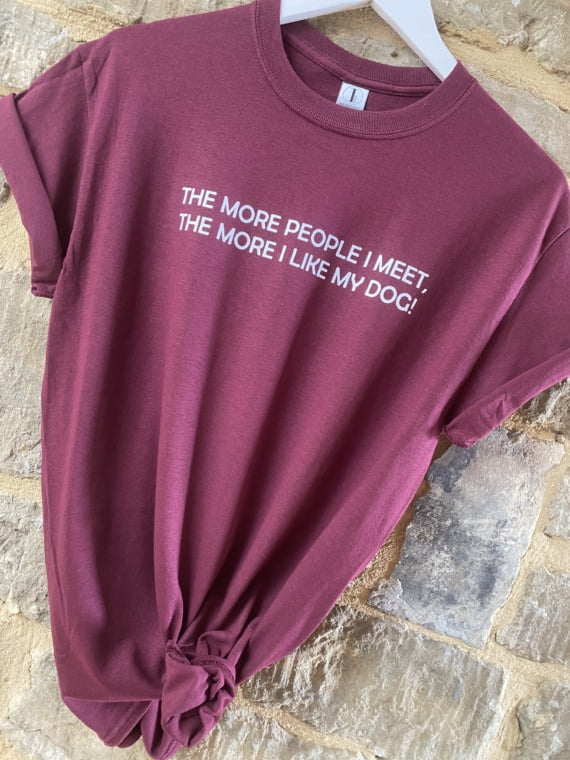 THE MORE PEOPLE I MEET,
THE MORE I LIKE MY DOG!